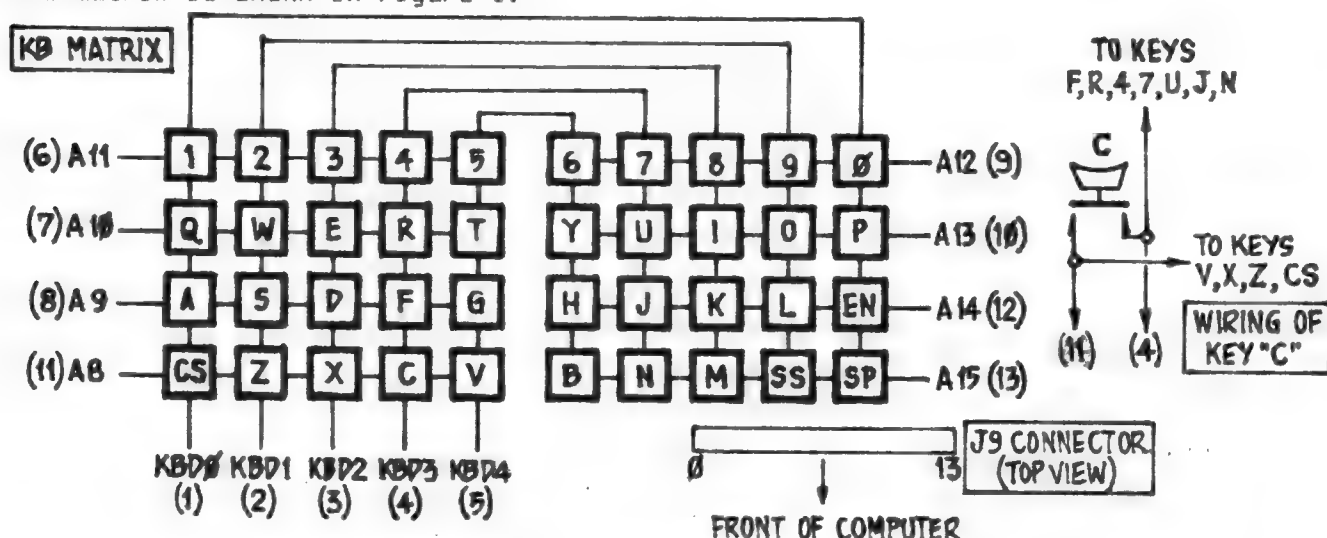 KB MATRIX
(6) A11 1 2 3 4 5 6 7 8 9 Ø A12 (9)
(7) A1Ø Q W E R T Y U I O P A13 (1Ø)
(8) A9 A S D F G H J K L EN A14 (12)
(11) A8 CS Z X C V B N M SS SP A15 (13)
KBDØ KBD1 KBD2 KBD3 KBD4
(1) (2) (3) (4) (5)
Ø 13
J9 CONNECTOR
(TOP VIEW)
FRONT OF COMPUTER
TO KEYS
F,R,4,7,U,J,N
C
TO KEYS
V,X,Z,CS
(11) (4)
WIRING OF
KEY "C"